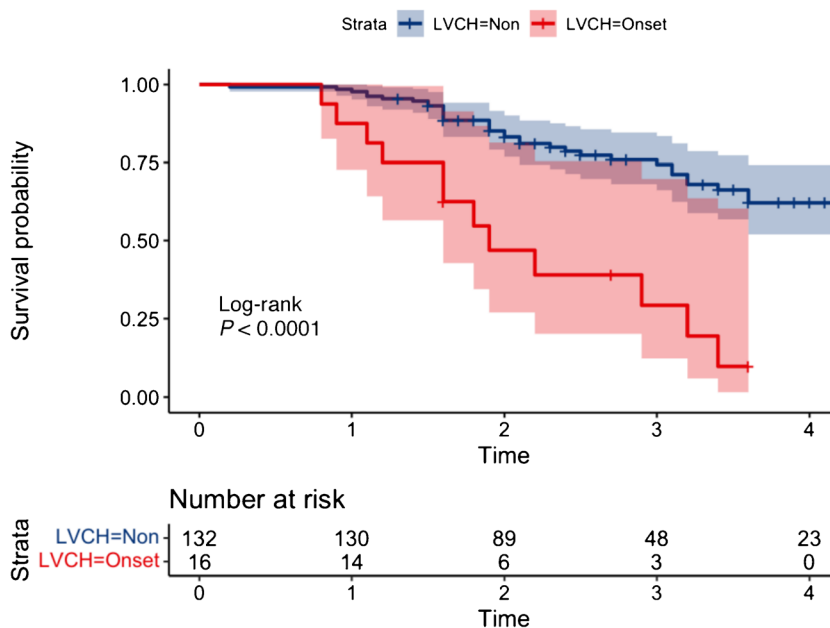 Strata LVCH=Non LVCH=Onset
Survival probability
1.00
0.75
0.50
0.25
0.00
Log-rank
P < 0.0001
0 1 2 3 4
Time
Number at risk
Strata
LVCH=Non 132 130 89 48 23
LVCH=Onset 16 14 6 3 0
0 1 2 3 4
Time